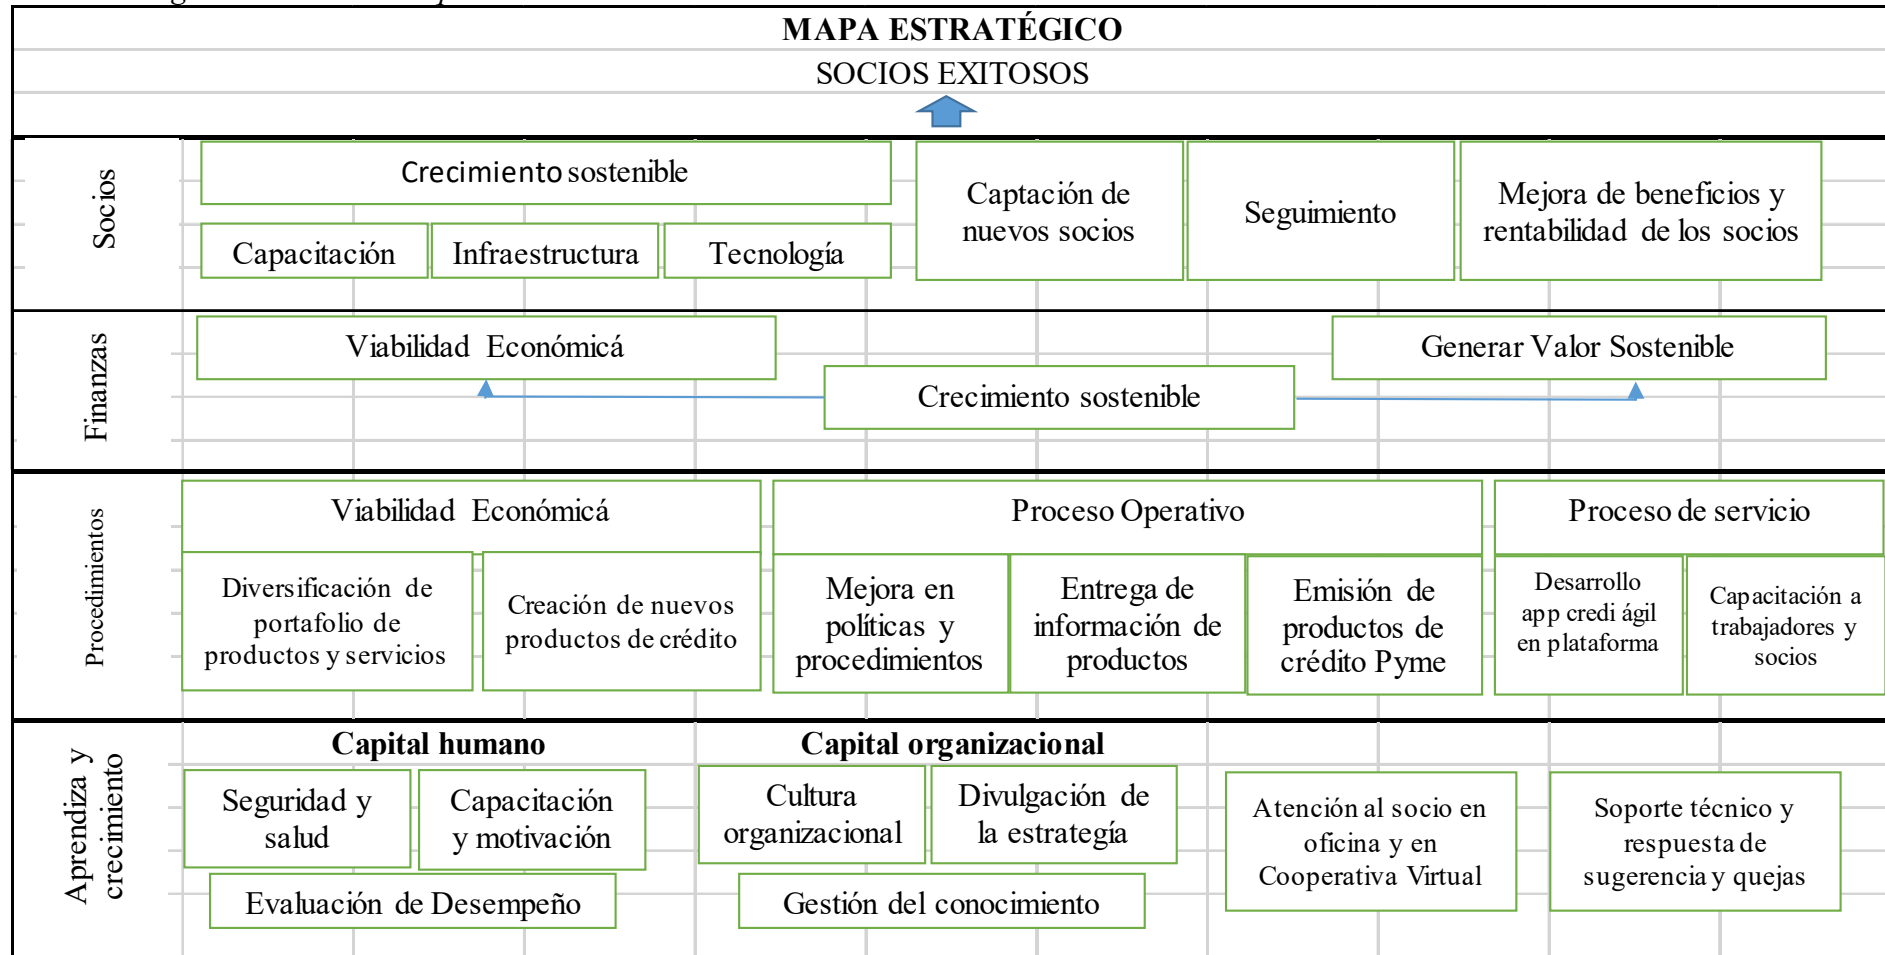 MAPA ESTRATÉGICO
SOCIOS EXITOSOS
Socios
Crecimiento sostenible
Capacitación
Infraestructura
Tecnología
Captación de
nuevos socios
Seguimiento
Mejora de beneficios y
rentabilidad de los socios
Finanzas
Viabilidad Económicá
Crecimiento sostenible
Generar Valor Sostenible
Procedimientos
Viabilidad Económicá
Diversificación de
portafolio de
productos y servicios
Creación de nuevos
productos de crédito
Proceso Operativo
Mejora en
políticas y
procedimientos
Entrega de
información de
productos
Emisión de
productos de
crédito Pyme
Proceso de servicio
Desarrollo
app credi ágil
en plataforma
Capacitación a
trabajadores y
socios
Aprendiza y
crecimiento
Capital humano
Seguridad y
salud
Capacitación
y motivación
Evaluación de Desempeño
Capital organizacional
Cultura
organizacional
Divulgación de
la estrategía
Gestión del conocimiento
Atención al socio en
oficina y en
Cooperativa Virtual
Soporte técnico y
respuesta de
sugerencia y quejas